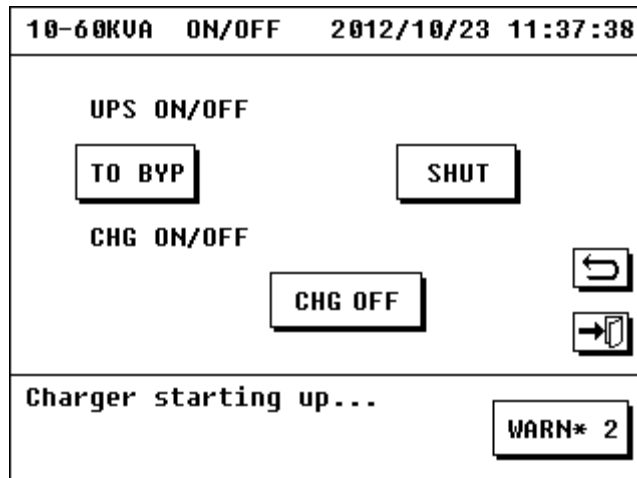 10-60KVA ON/OFF 2012/10/23 11:37:38
UPS ON/OFF
TO BYP SHUT
CHG ON/OFF
CHG OFF
Charger starting up...
WARN* 2